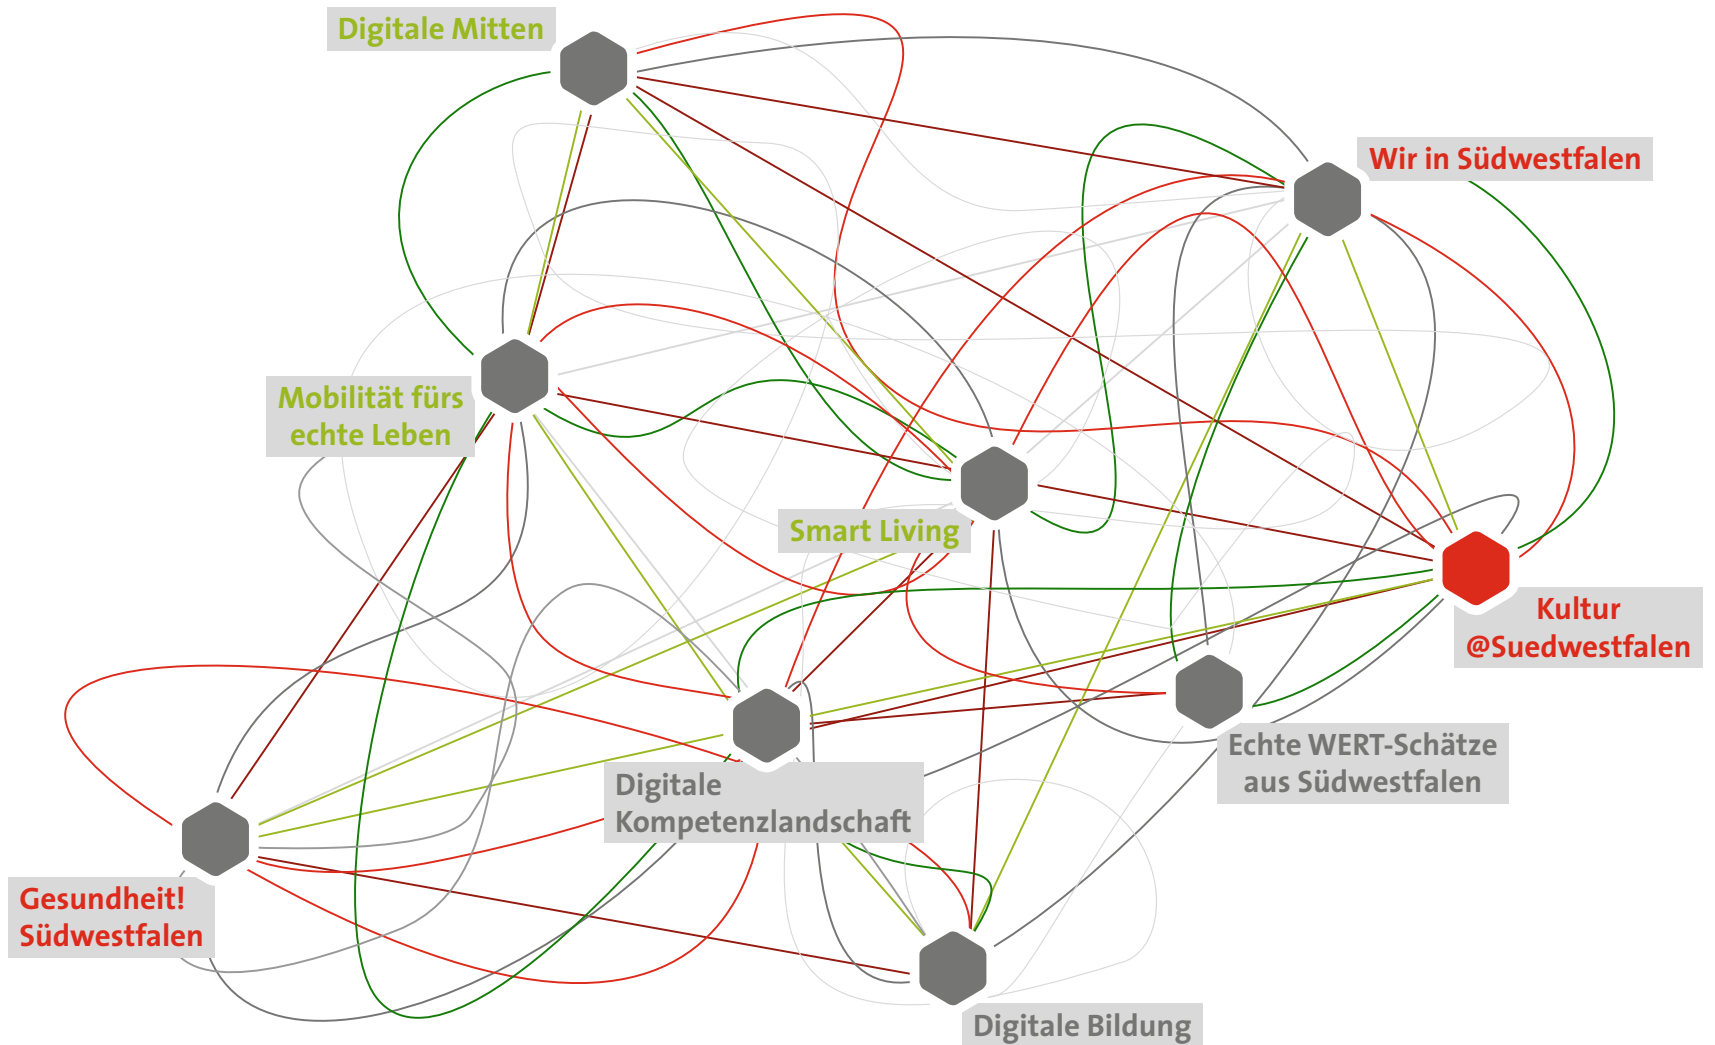 Digitale Mitten
Wir in Südwestfalen
Mobilität fürs
echte Leben
Smart Living
Kultur
@Suedwestfalen
Echte WERT-Schätze
aus Südwestfalen
Digitale
Kompetenzlandschaft
Gesundheit!
Südwestfalen
Digitale Bildung